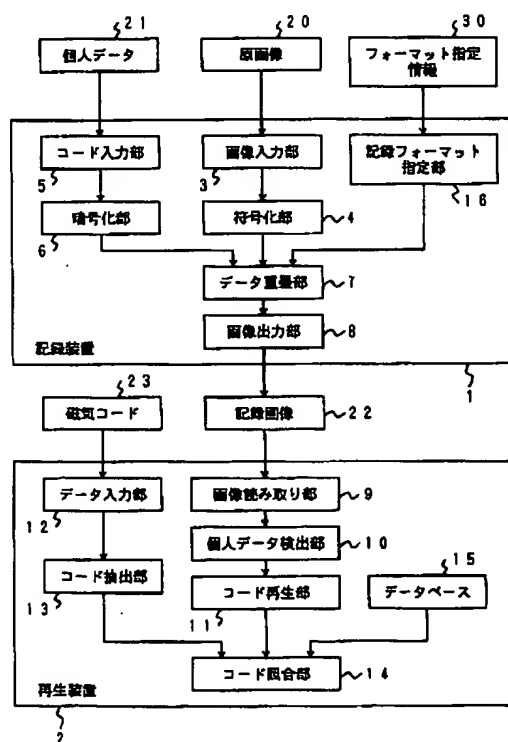 21
20
30
個人データ
原画像
フォーマット指定
情報
コード入力部
画像入力部
記録フォーマット
指定部
5
3
16
暗号化部
符号化部
4
6
データ重畳部
7
画像出力部
8
記録装置
1
23
磁気コード
記録画像
22
データ入力部
画像読み取り部
9
12
個人データ検出部
10
コード抽出部
コード再生部
データベース
15
13
11
コード照合部
14
再生装置
2